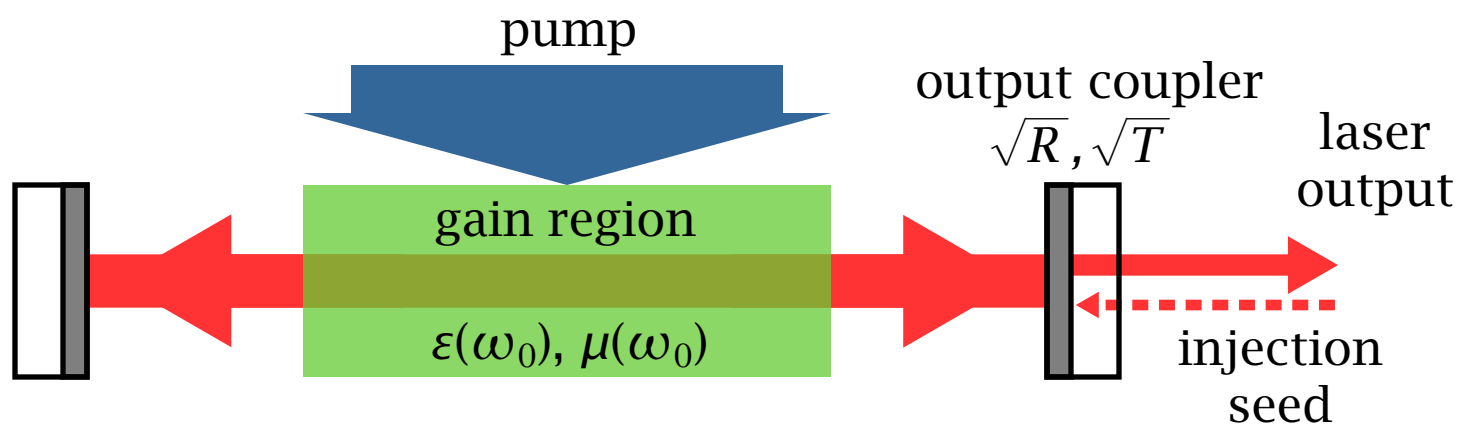 pump
output coupler
√R, √T
laser
output
gain region
ε(ω₀), μ(ω₀)
injection
seed